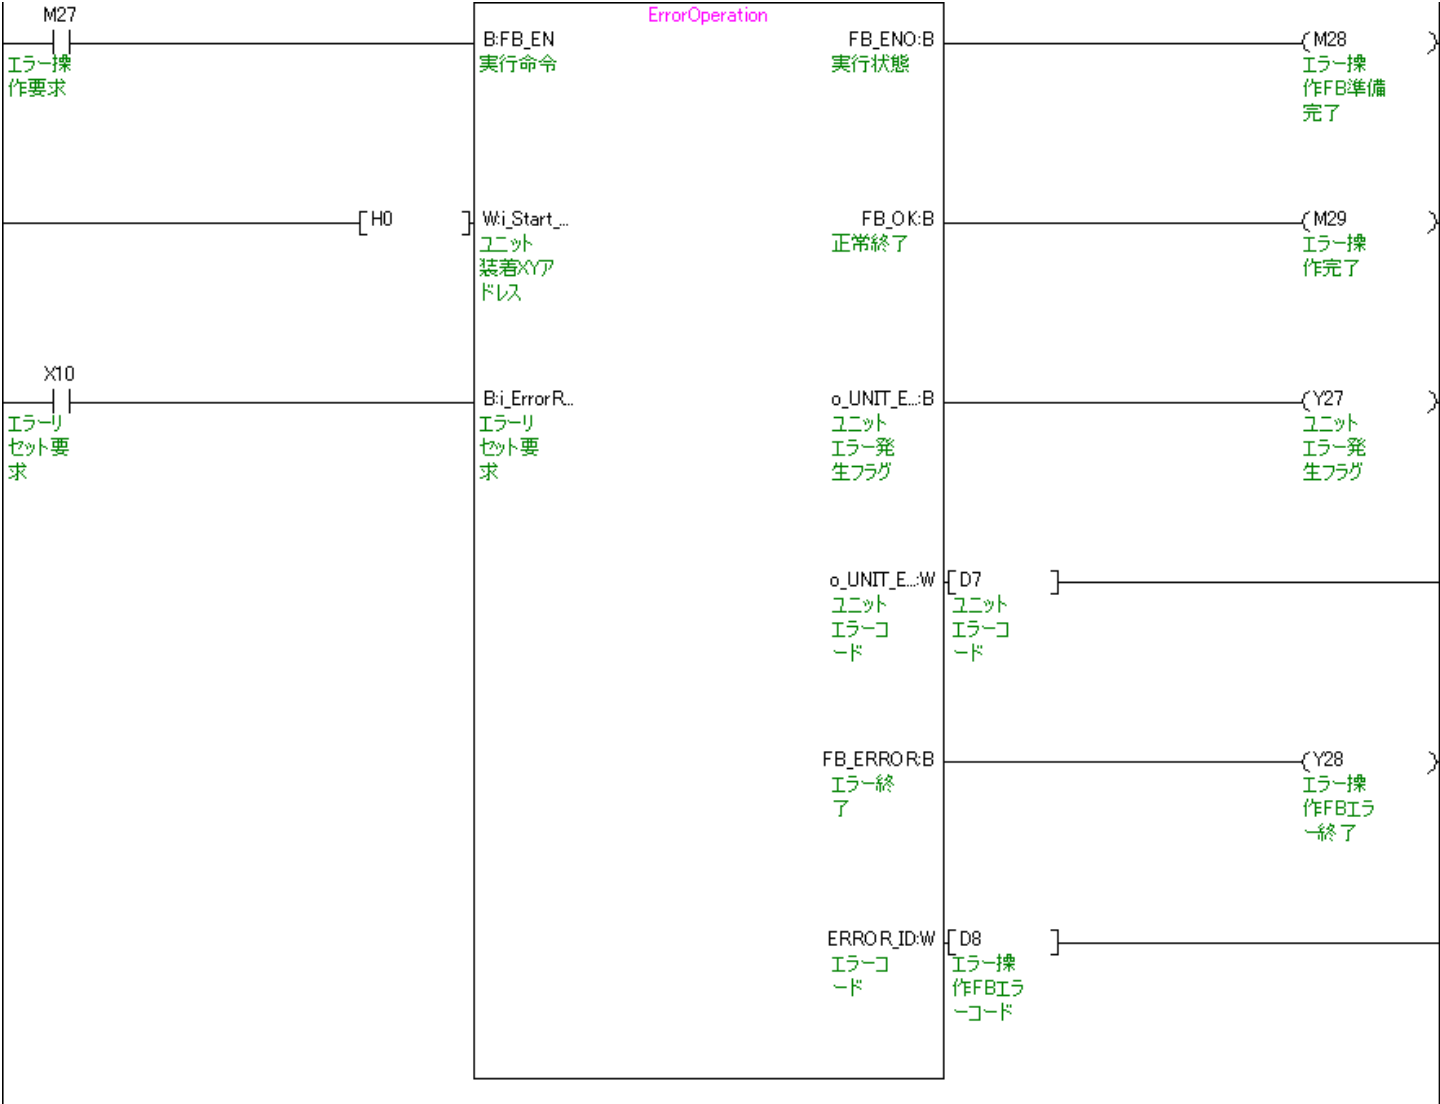 ErrorOperation
M27
B:FB_EN
FB_ENO:B
M28
エラー操
作要求
実行命令
実行状態
エラー操
作FB準備
完了
H0
W:i_Start_...
FB_OK:B
M29
ユニット
装着XYア
ドレス
正常終了
エラー操
作完了
X10
B:i_ErrorR...
o_UNIT_E...:B
Y27
エラーリ
セット要
求
エラーリ
セット要
求
ユニット
エラー発
生フラグ
ユニット
エラー発
生フラグ
o_UNIT_E...:W
D7
ユニット
エラーコ
ード
ユニット
エラーコ
ード
FB_ERROR:B
Y28
エラー終
了
エラー操
作FBエラ
ー終了
ERROR_ID:W
D8
エラーコ
ード
エラー操
作FBエラ
ーコード